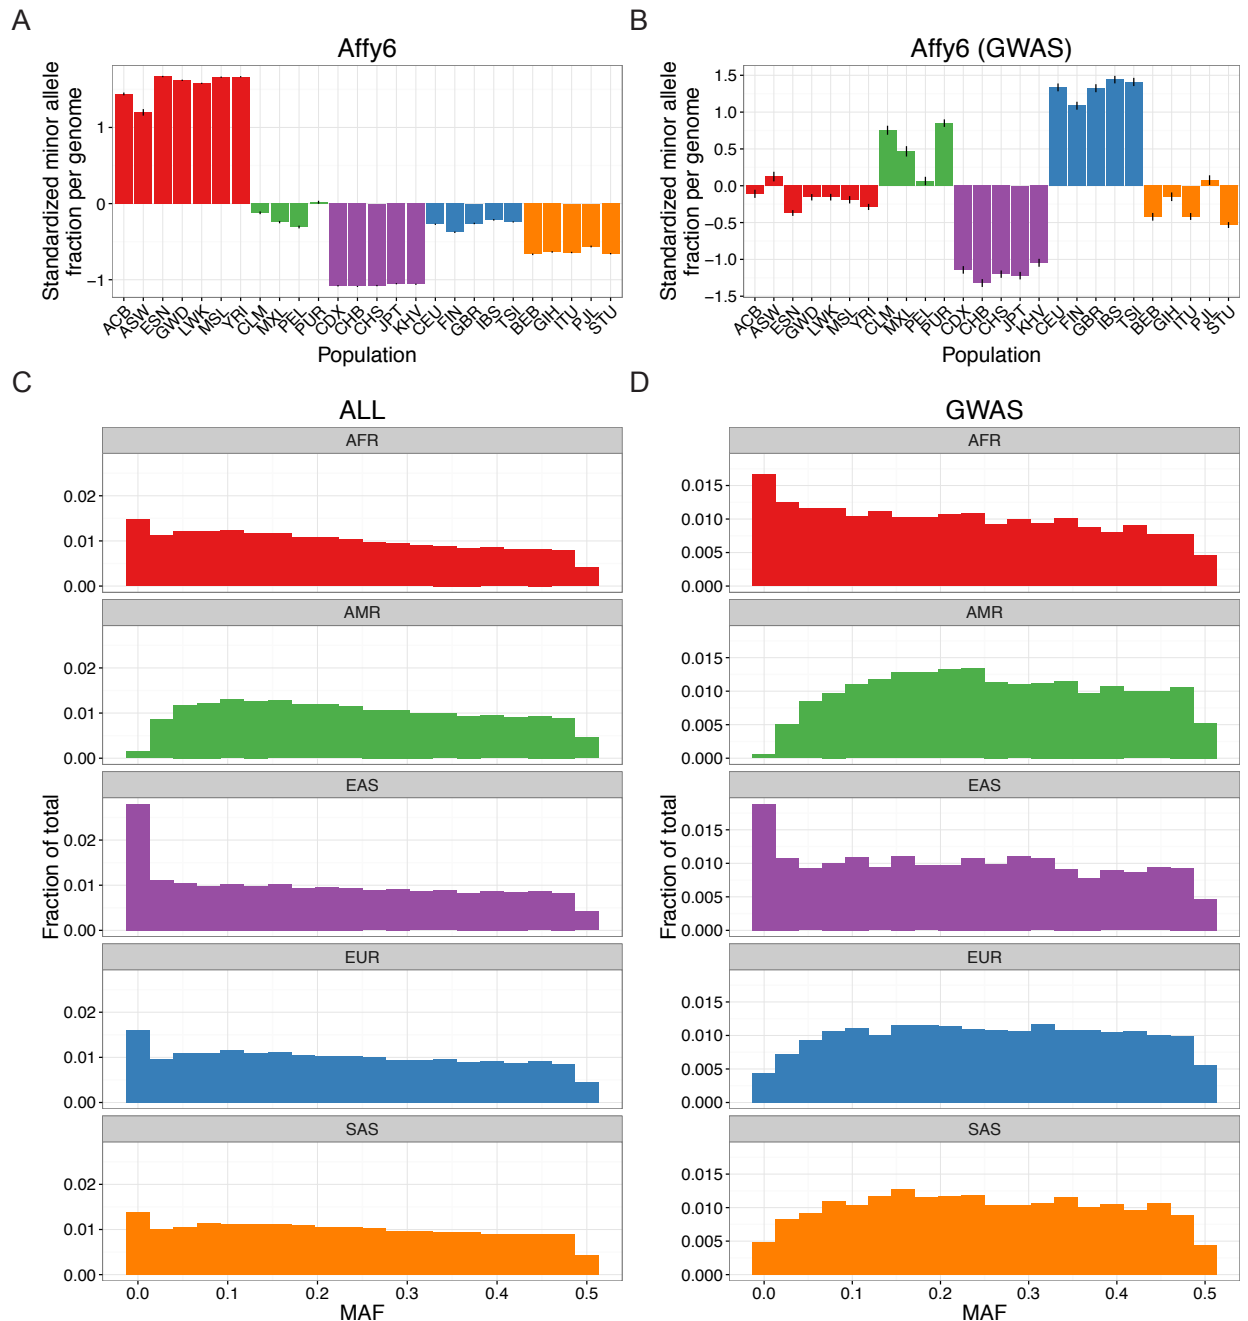 A
Affy6
Standardized minor allele
fraction per genome
1
0
−1
ACB ASW ESN GWD LWK MSL YRI CLM MXL PEL PUR CDX CHB CHS JPT KHV CEU FIN GBR IBS TSI BEB GIH ITU PJL STU
Population
B
Affy6 (GWAS)
Standardized minor allele
fraction per genome
1.5
1.0
0.5
0.0
−0.5
−1.0
−1.5
ACB ASW ESN GWD LWK MSL YRI CLM MXL PEL PUR CDX CHB CHS JPT KHV CEU FIN GBR IBS TSI BEB GIH ITU PJL STU
Population
C
ALL
Fraction of total
AFR
0.02
0.01
0.00
AMR
0.02
0.01
0.00
EAS
0.02
0.01
0.00
EUR
0.02
0.01
0.00
SAS
0.02
0.01
0.00
0.0 0.1 0.2 0.3 0.4 0.5
MAF
D
GWAS
Fraction of total
AFR
0.015
0.010
0.005
0.000
AMR
0.015
0.010
0.005
0.000
EAS
0.015
0.010
0.005
0.000
EUR
0.015
0.010
0.005
0.000
SAS
0.015
0.010
0.005
0.000
0.0 0.1 0.2 0.3 0.4 0.5
MAF